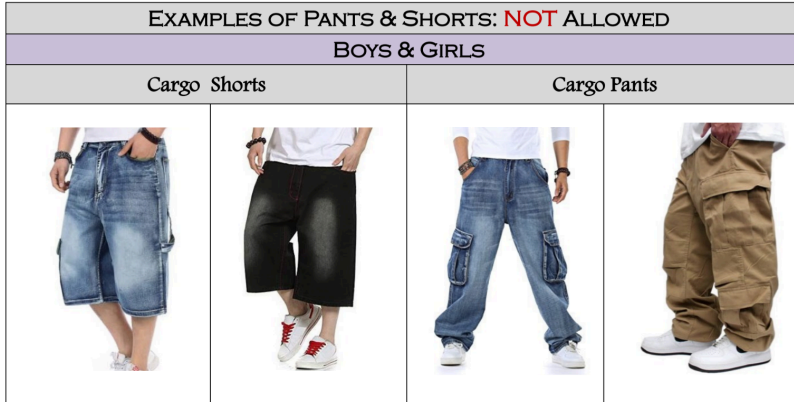 EXAMPLES OF PANTS & SHORTS: NOT ALLOWED
BOYS & GIRLS
Cargo Shorts
Cargo Pants